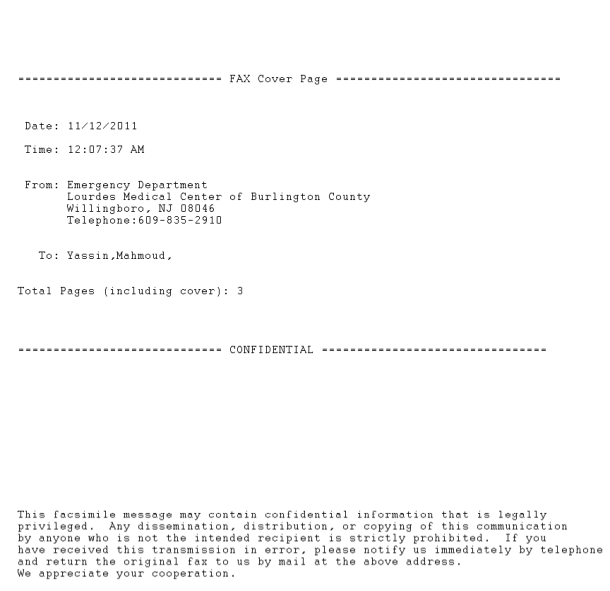 ----------------------------- FAX Cover Page --------------------------------
Date: 11/12/2011
Time: 12:07:37 AM
From: Emergency Department
Lourdes Medical Center of Burlington County
Willingboro, NJ 08046
Telephone:609-835-2910
To: Yassin,Mahmoud,
Total Pages (including cover): 3
----------------------------- CONFIDENTIAL --------------------------------
This facsimile message may contain confidential information that is legally
privileged.  Any dissemination, distribution, or copying of this communication
by anyone who is not the intended recipient is strictly prohibited.  If you
have received this transmission in error, please notify us immediately by telephone
and return the original fax to us by mail at the above address.
We appreciate your cooperation.